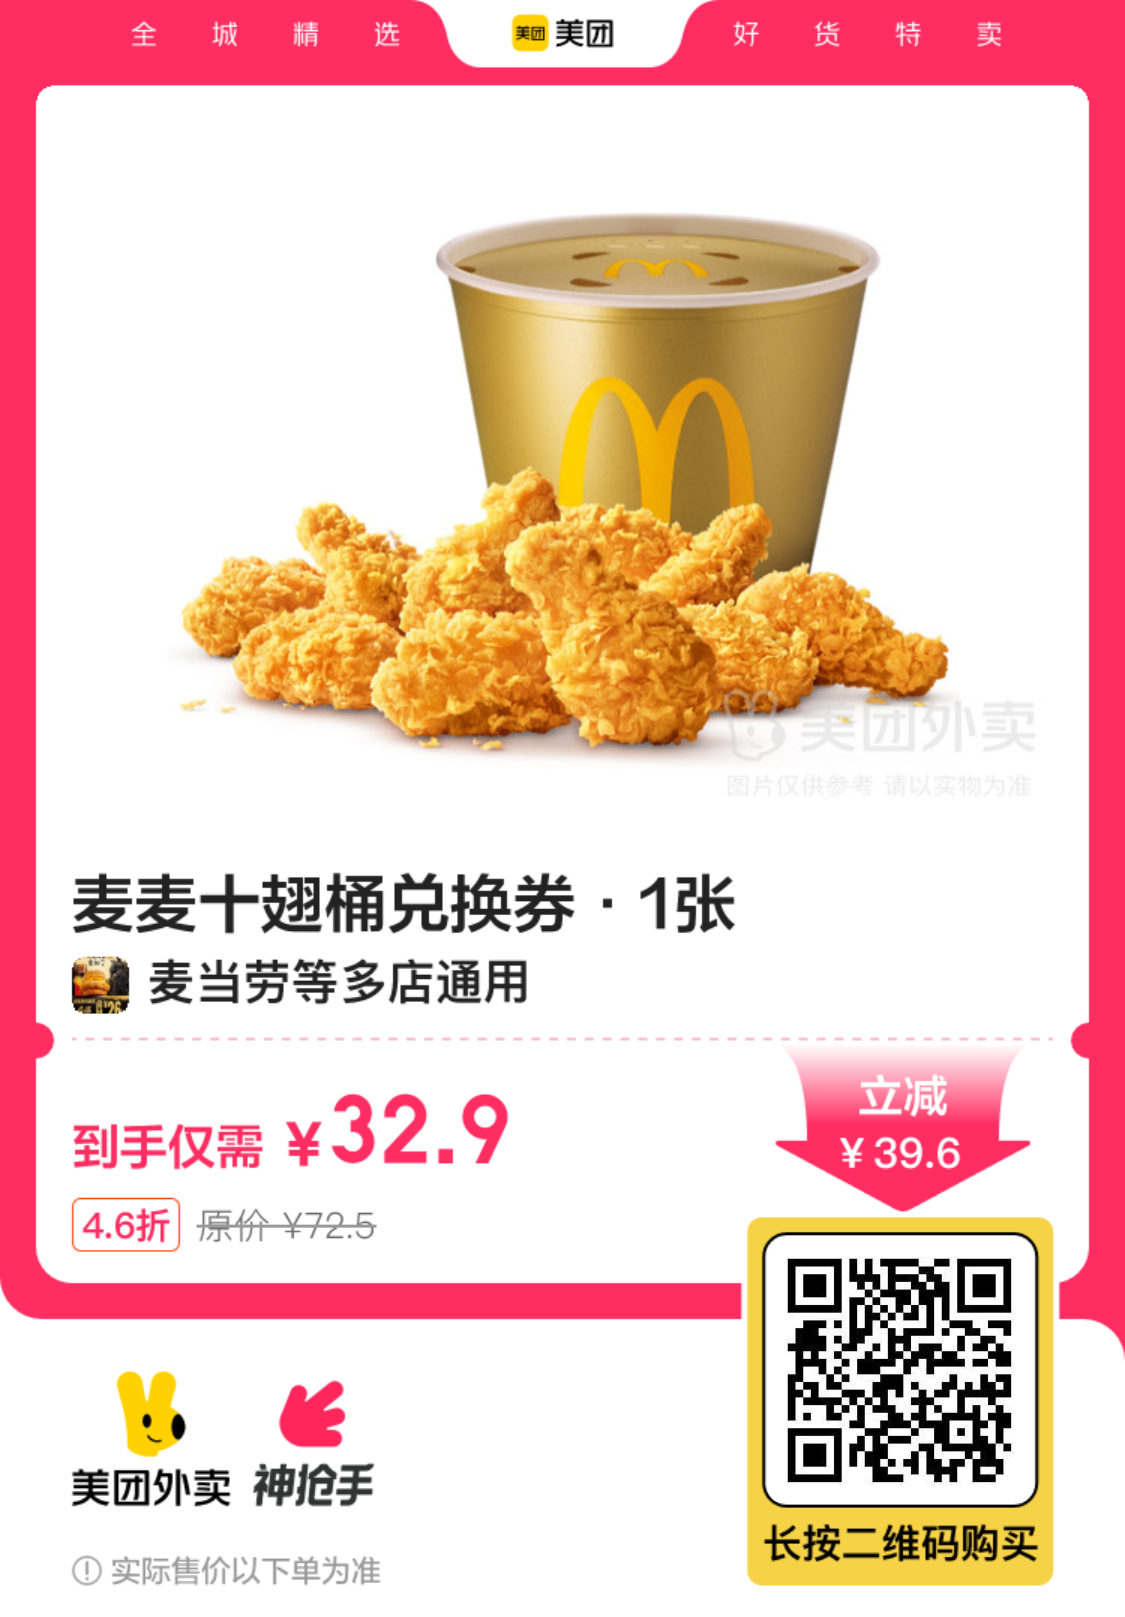 全城精选
美团 美团
好货特卖
美团外卖
图片仅供参考 请以实物为准
麦麦十翅桶兑换券 · 1张
麦当劳等多店通用
到手仅需 ¥32.9
立减
¥ 39.6
4.6折 原价 ¥72.5
美团外卖 神抢手
长按二维码购买
实际售价以下单为准